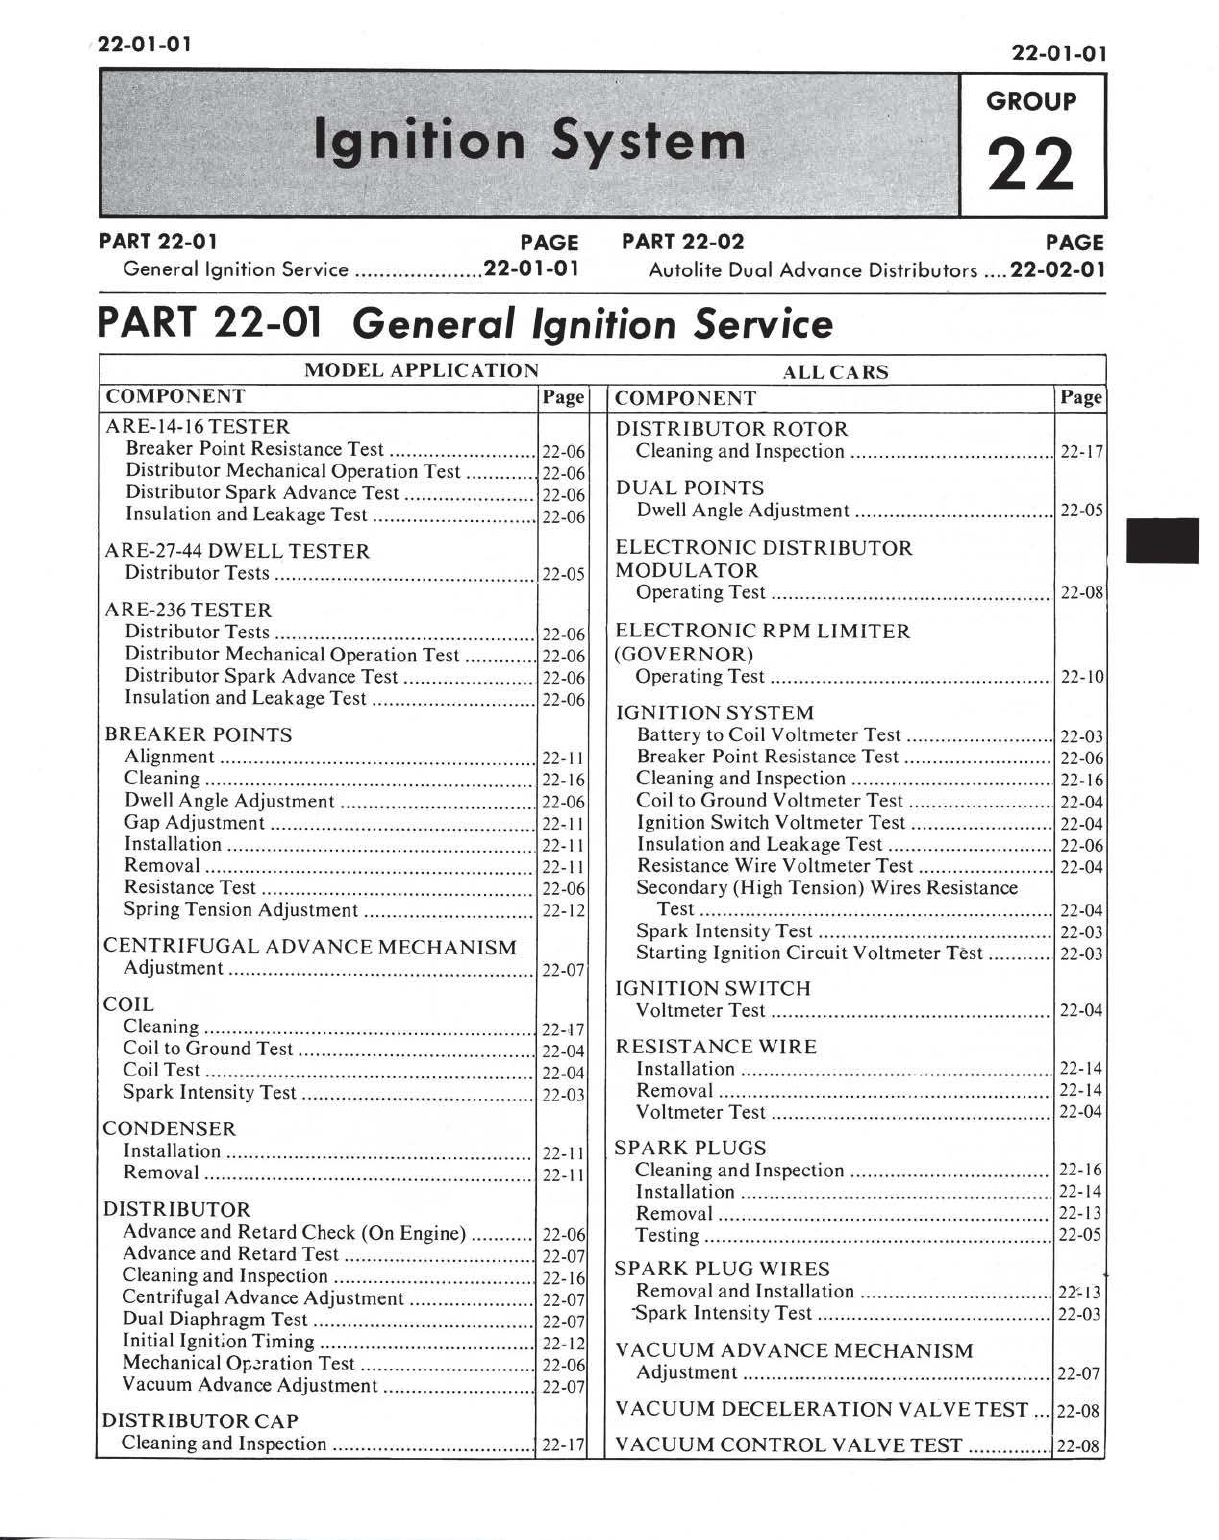 22-01-01
22-01-01
Ignition System
GROUP
22
PART 22-01 PAGE
General Ignition Service ..................... 22-01-01
PART 22-02 PAGE
Autolite Dual Advance Distributors .... 22-02-01
PART 22-01 General Ignition Service
MODEL APPLICATION
ALL CARS
COMPONENT Page
ARE-14-16 TESTER
Breaker Point Resistance Test .......................... 22-06
Distributor Mechanical Operation Test ............. 22-06
Distributor Spark Advance Test ....................... 22-06
Insulation and Leakage Test ............................. 22-06
ARE-27-44 DWELL TESTER
Distributor Tests .............................................. 22-05
ARE-236 TESTER
Distributor Tests .............................................. 22-06
Distributor Mechanical Operation Test ............. 22-06
Distributor Spark Advance Test ....................... 22-06
Insulation and Leakage Test ............................. 22-06
BREAKER POINTS
Alignment ........................................................ 22-11
Cleaning .......................................................... 22-16
Dwell Angle Adjustment .................................. 22-06
Gap Adjustment ............................................... 22-11
Installation ...................................................... 22-11
Removal .......................................................... 22-11
Resistance Test ................................................ 22-06
Spring Tension Adjustment .............................. 22-12
CENTRIFUGAL ADVANCE MECHANISM
Adjustment ...................................................... 22-07
COIL
Cleaning .......................................................... 22-17
Coil to Ground Test .......................................... 22-04
Coil Test .......................................................... 22-04
Spark Intensity Test ......................................... 22-03
CONDENSER
Installation ...................................................... 22-11
Removal .......................................................... 22-11
DISTRIBUTOR
Advance and Retard Check (On Engine) ........... 22-06
Advance and Retard Test .................................. 22-07
Cleaning and Inspection .................................... 22-16
Centrifugal Advance Adjustment ...................... 22-07
Dual Diaphragm Test ....................................... 22-07
Initial Ignition Timing ...................................... 22-12
Mechanical Operation Test ............................... 22-06
Vacuum Advance Adjustment ........................... 22-07
DISTRIBUTOR CAP
Cleaning and Inspection .................................... 22-17
COMPONENT Page
DISTRIBUTOR ROTOR
Cleaning and Inspection .................................... 22-17
DUAL POINTS
Dwell Angle Adjustment ................................... 22-05
ELECTRONIC DISTRIBUTOR
MODULATOR
Operating Test ................................................. 22-08
ELECTRONIC RPM LIMITER
(GOVERNOR)
Operating Test ................................................. 22-10
IGNITION SYSTEM
Battery to Coil Voltmeter Test .......................... 22-03
Breaker Point Resistance Test .......................... 22-06
Cleaning and Inspection .................................... 22-16
Coil to Ground Voltmeter Test ......................... 22-04
Ignition Switch Voltmeter Test ......................... 22-04
Insulation and Leakage Test ............................. 22-06
Resistance Wire Voltmeter Test ........................ 22-04
Secondary (High Tension) Wires Resistance
Test .............................................................. 22-04
Spark Intensity Test ......................................... 22-03
Starting Ignition Circuit Voltmeter Test ........... 22-03
IGNITION SWITCH
Voltmeter Test ................................................. 22-04
RESISTANCE WIRE
Installation ...................................................... 22-14
Removal .......................................................... 22-14
Voltmeter Test ................................................. 22-04
SPARK PLUGS
Cleaning and Inspection .................................... 22-16
Installation ...................................................... 22-14
Removal .......................................................... 22-13
Testing ............................................................. 22-05
SPARK PLUG WIRES
Removal and Installation .................................. 22-13
Spark Intensity Test ......................................... 22-03
VACUUM ADVANCE MECHANISM
Adjustment ...................................................... 22-07
VACUUM DECELERATION VALVE TEST ... 22-08
VACUUM CONTROL VALVE TEST ............... 22-08